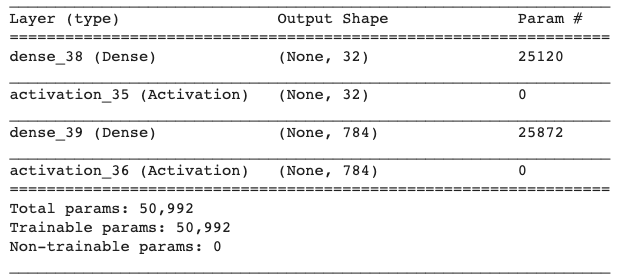 Layer (type) Output Shape Param #
=================================================================
dense_38 (Dense) (None, 32) 25120
activation_35 (Activation) (None, 32) 0
dense_39 (Dense) (None, 784) 25872
activation_36 (Activation) (None, 784) 0
=================================================================
Total params: 50,992
Trainable params: 50,992
Non-trainable params: 0